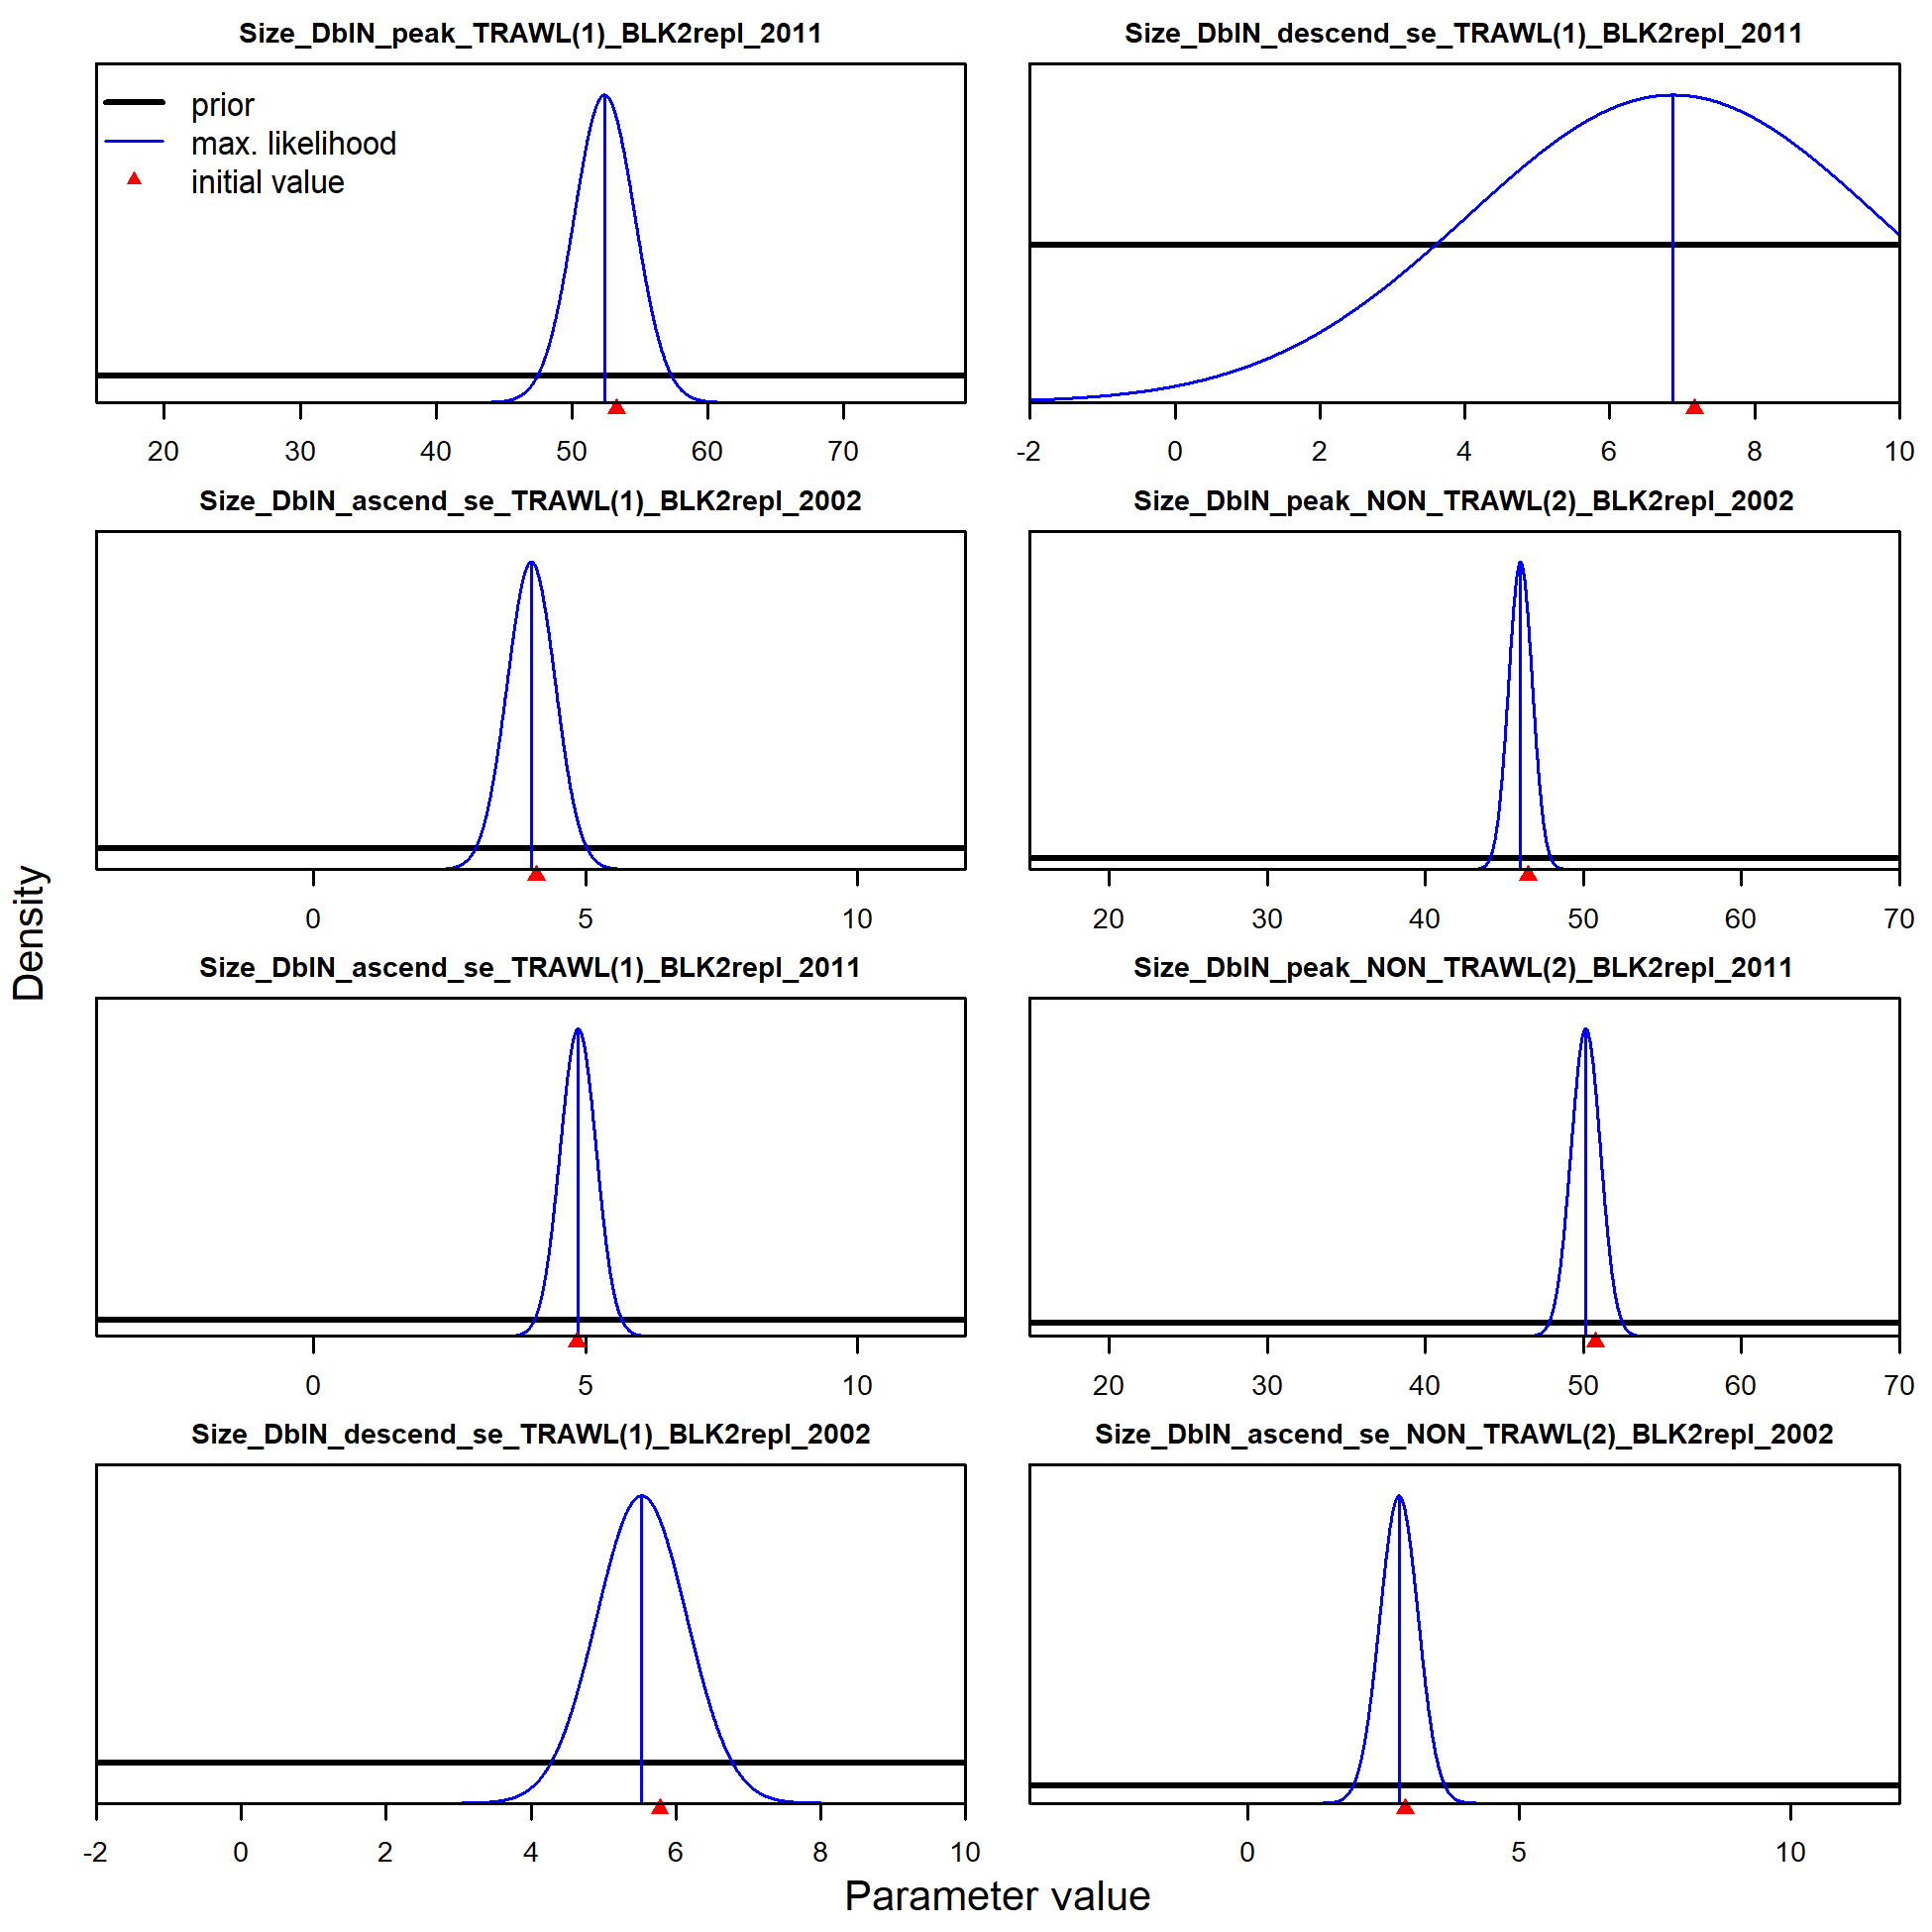 Size_DblN_peak_TRAWL(1)_BLK2repl_2011
prior
max. likelihood
initial value
20 30 40 50 60 70
Size_DblN_descend_se_TRAWL(1)_BLK2repl_2011
-2 0 2 4 6 8 10
Size_DblN_ascend_se_TRAWL(1)_BLK2repl_2002
0 5 10
Size_DblN_peak_NON_TRAWL(2)_BLK2repl_2002
20 30 40 50 60 70
Size_DblN_ascend_se_TRAWL(1)_BLK2repl_2011
0 5 10
Size_DblN_peak_NON_TRAWL(2)_BLK2repl_2011
20 30 40 50 60 70
Size_DblN_descend_se_TRAWL(1)_BLK2repl_2002
-2 0 2 4 6 8 10
Size_DblN_ascend_se_NON_TRAWL(2)_BLK2repl_2002
0 5 10
Density
Parameter value